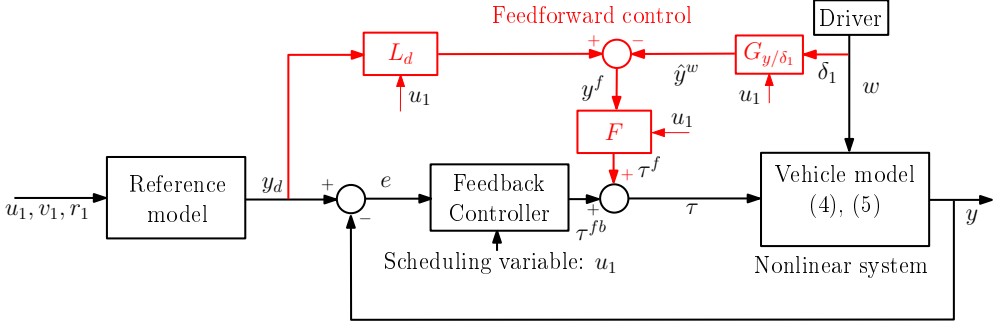 Feedforward control
Driver
L_d
+
−
G_{y/δ_1}
ŷ^w
δ_1
w
u_1
y^f
u_1
F
u_1
τ^f
Reference
model
y_d
+
e
−
Feedback
Controller
+
+
τ^{fb}
τ
Vehicle model
(4), (5)
u_1, v_1, r_1
y
Scheduling variable: u_1
Nonlinear system